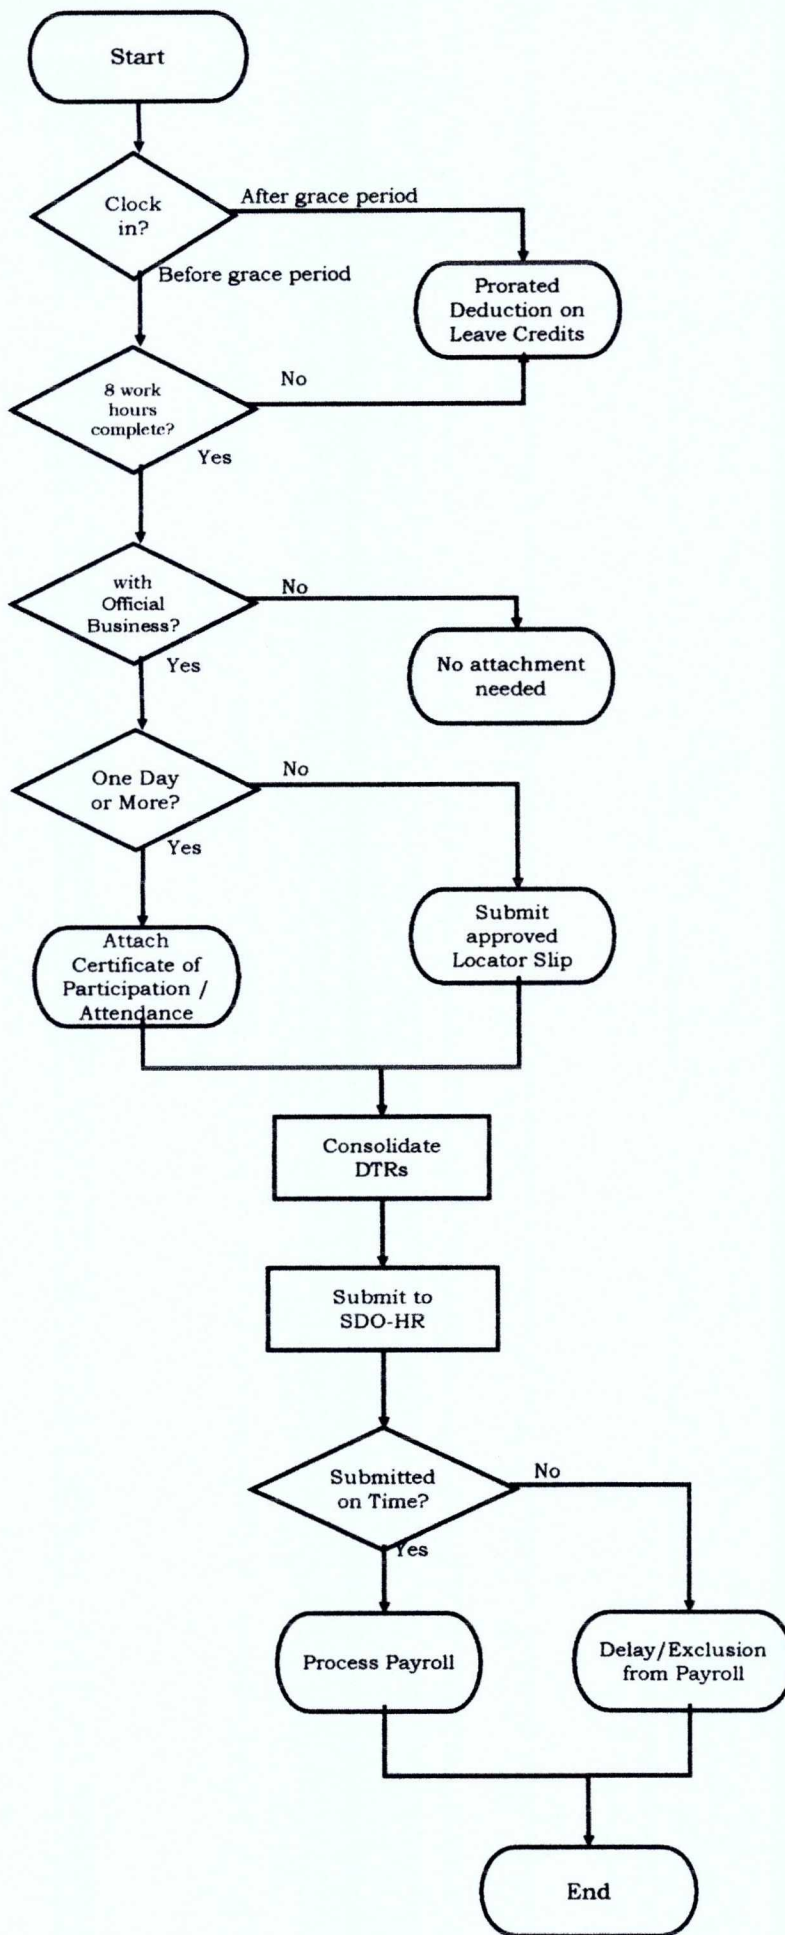 Start
Clock
in?
After grace period
Before grace period
Prorated
Deduction on
Leave Credits
8 work
hours
complete?
No
Yes
with
Official
Business?
No
Yes
No attachment
needed
One Day
or More?
No
Yes
Attach
Certificate of
Participation /
Attendance
Submit
approved
Locator Slip
Consolidate
DTRs
Submit to
SDO-HR
Submitted
on Time?
No
Yes
Process Payroll
Delay/Exclusion
from Payroll
End